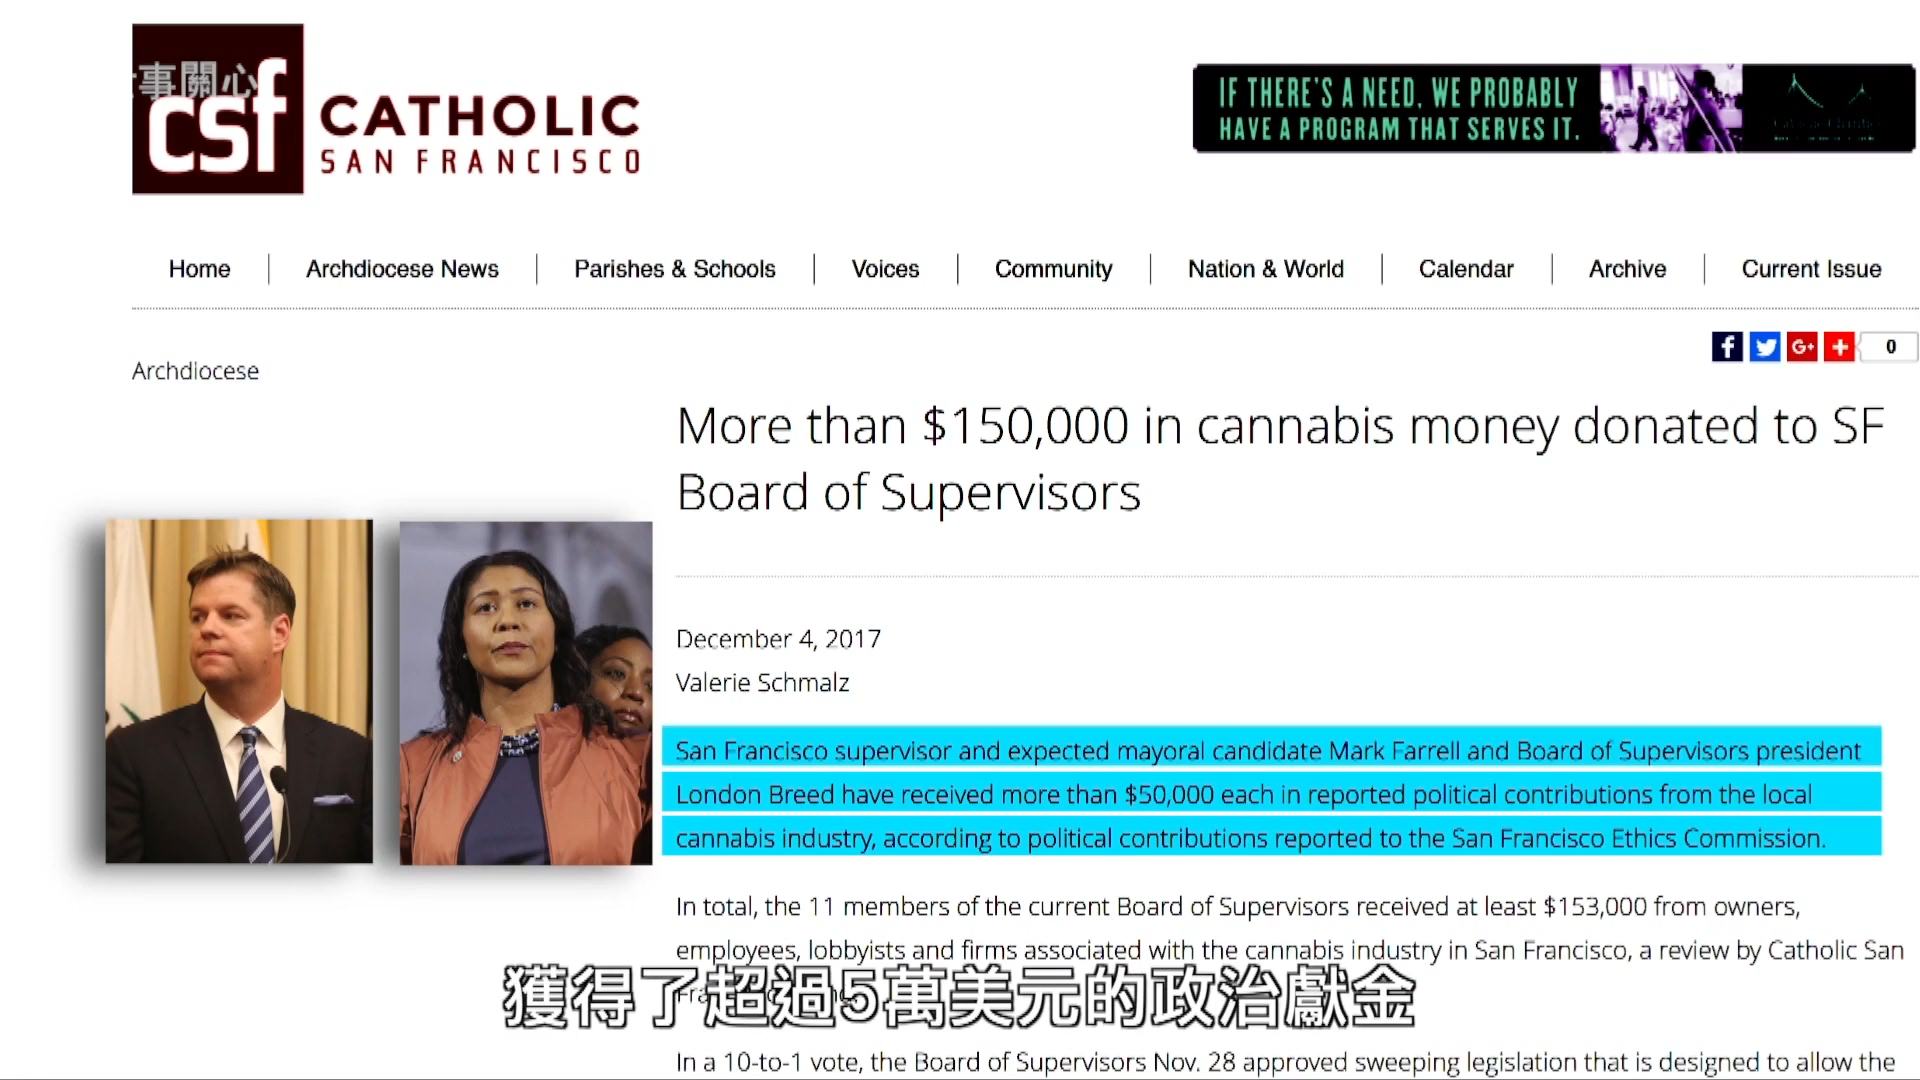 事關心
csf
CATHOLIC
SAN FRANCISCO
IF THERE'S A NEED, WE PROBABLY
HAVE A PROGRAM THAT SERVES IT.
Home
Archdiocese News
Parishes & Schools
Voices
Community
Nation & World
Calendar
Archive
Current Issue
0
Archdiocese
More than $150,000 in cannabis money donated to SF
Board of Supervisors
December 4, 2017
Valerie Schmalz
San Francisco supervisor and expected mayoral candidate Mark Farrell and Board of Supervisors president
London Breed have received more than $50,000 each in reported political contributions from the local
cannabis industry, according to political contributions reported to the San Francisco Ethics Commission.
In total, the 11 members of the current Board of Supervisors received at least $153,000 from owners,
employees, lobbyists and firms associated with the cannabis industry in San Francisco, a review by Catholic San
獲得了超過5萬美元的政治獻金
In a 10-to-1 vote, the Board of Supervisors Nov. 28 approved sweeping legislation that is designed to allow the